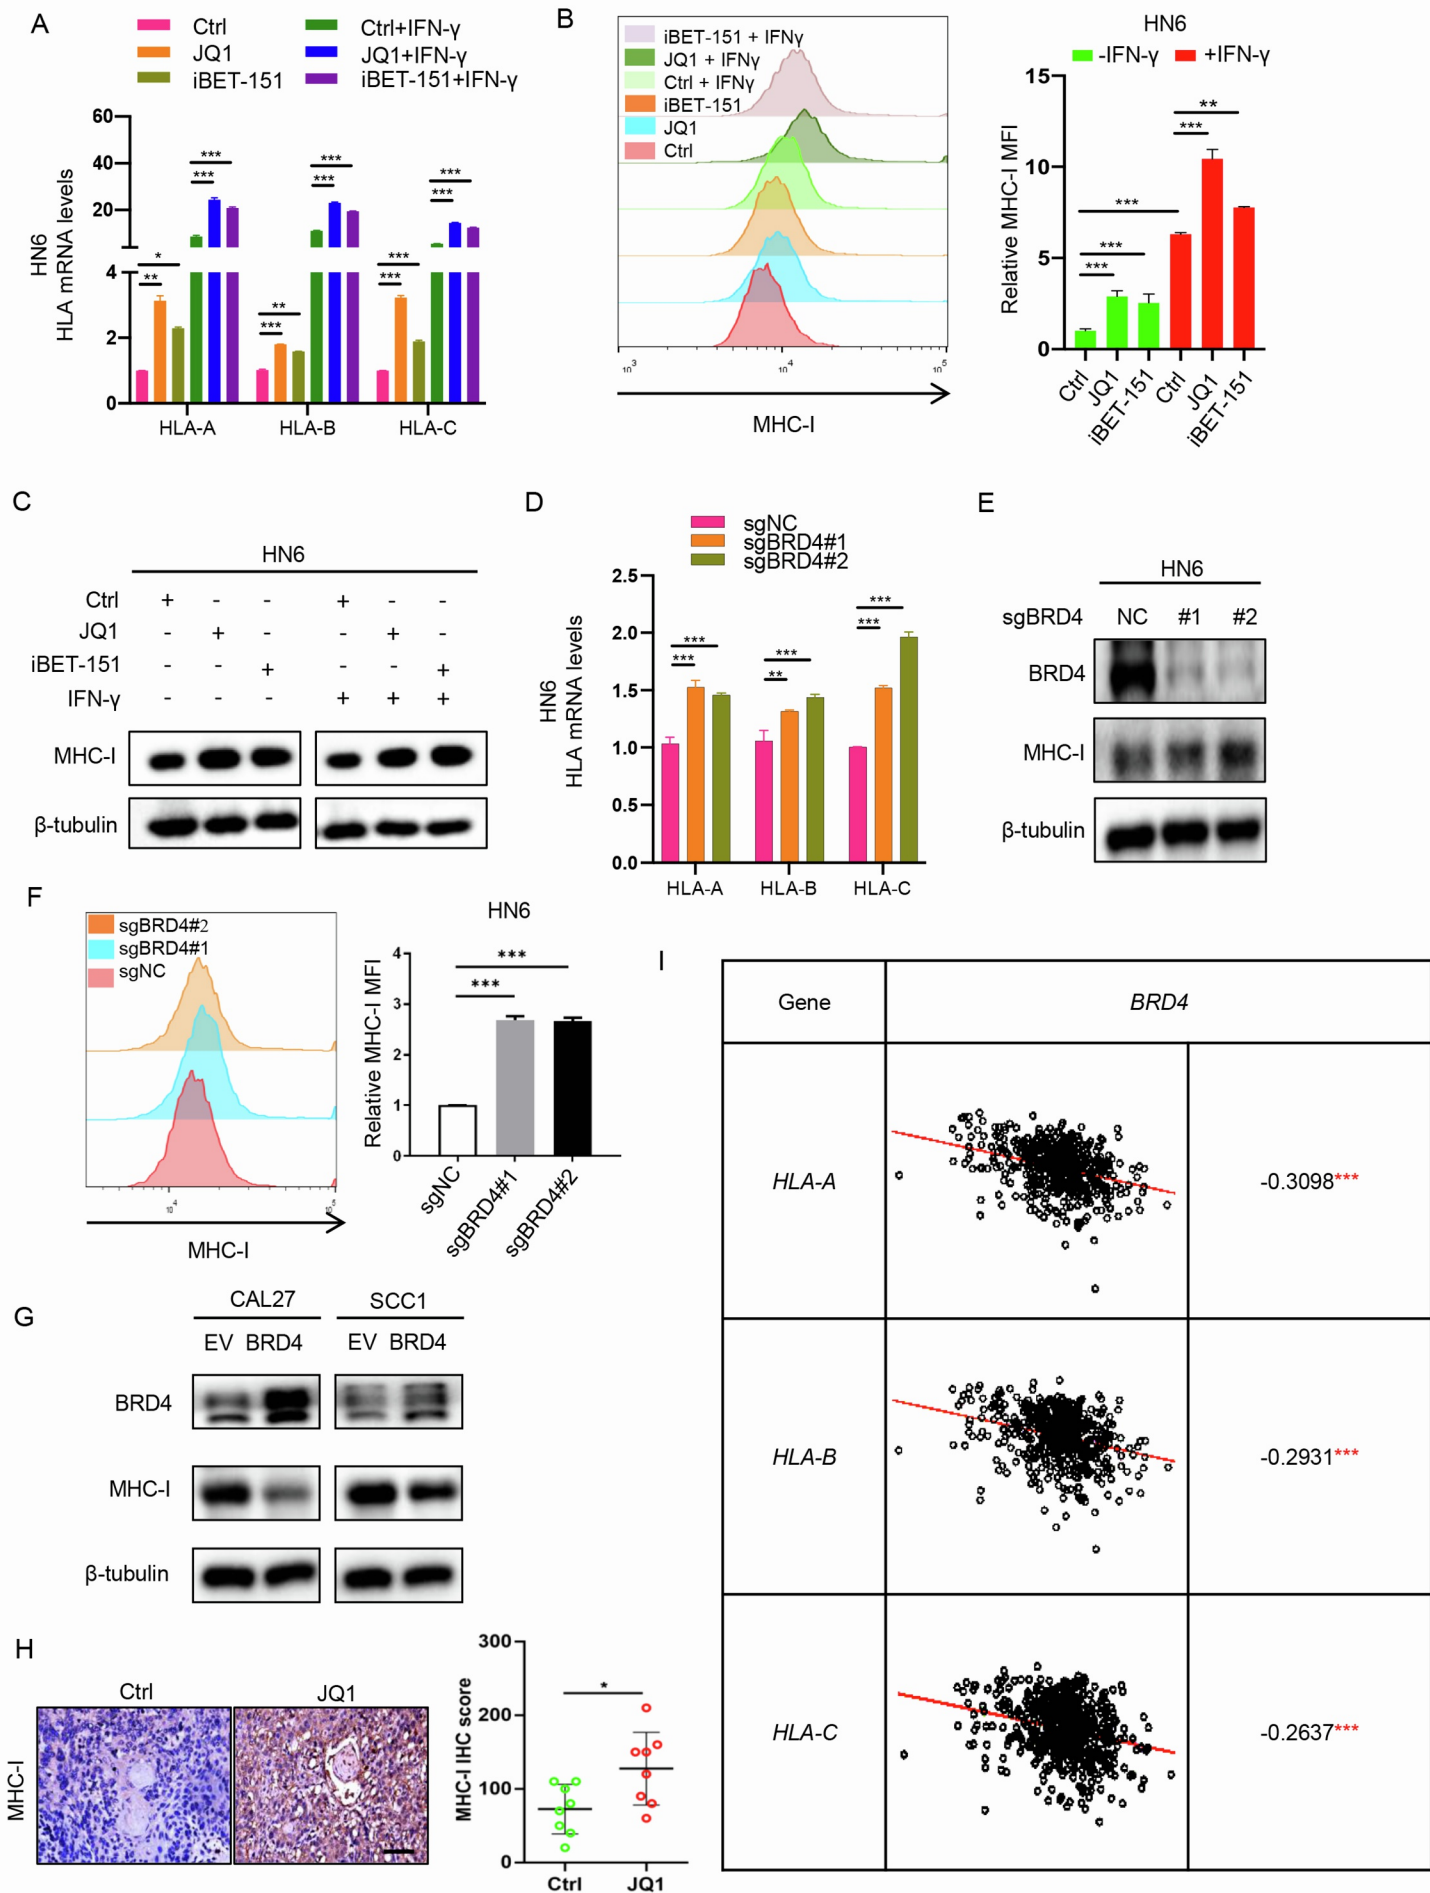 A
Ctrl
JQ1
iBET-151
Ctrl+IFN-γ
JQ1+IFN-γ
iBET-151+IFN-γ
HN6
HLA mRNA levels
60
40
20
4
2
0
*
**
***
**
***
***
***
***
***
***
***
***
HLA-A
HLA-B
HLA-C
B
iBET-151 + IFNγ
JQ1 + IFNγ
Ctrl + IFNγ
iBET-151
JQ1
Ctrl
10³
10⁴
10⁵
MHC-I
HN6
-IFN-γ
+IFN-γ
Relative MHC-I MFI
15
10
5
0
**
***
***
***
***
Ctrl
JQ1
iBET-151
Ctrl
JQ1
iBET-151
C
HN6
Ctrl + - - + - -
JQ1 - + - - + -
iBET-151 - - + - - +
IFN-γ - - - + + +
MHC-I
β-tubulin
D
sgNC
sgBRD4#1
sgBRD4#2
HN6
HLA mRNA levels
2.5
2.0
1.5
1.0
0.5
0.0
***
***
***
**
***
***
HLA-A
HLA-B
HLA-C
E
HN6
sgBRD4 NC #1 #2
BRD4
MHC-I
β-tubulin
F
sgBRD4#2
sgBRD4#1
sgNC
10⁴
10⁵
MHC-I
HN6
Relative MHC-I MFI
4
3
2
1
0
***
***
sgNC
sgBRD4#1
sgBRD4#2
G
CAL27
SCC1
EV BRD4
EV BRD4
BRD4
MHC-I
β-tubulin
H
Ctrl
JQ1
MHC-I
MHC-I IHC score
300
200
100
0
*
Ctrl
JQ1
I
Gene
BRD4
HLA-A
-0.3098***
HLA-B
-0.2931***
HLA-C
-0.2637***